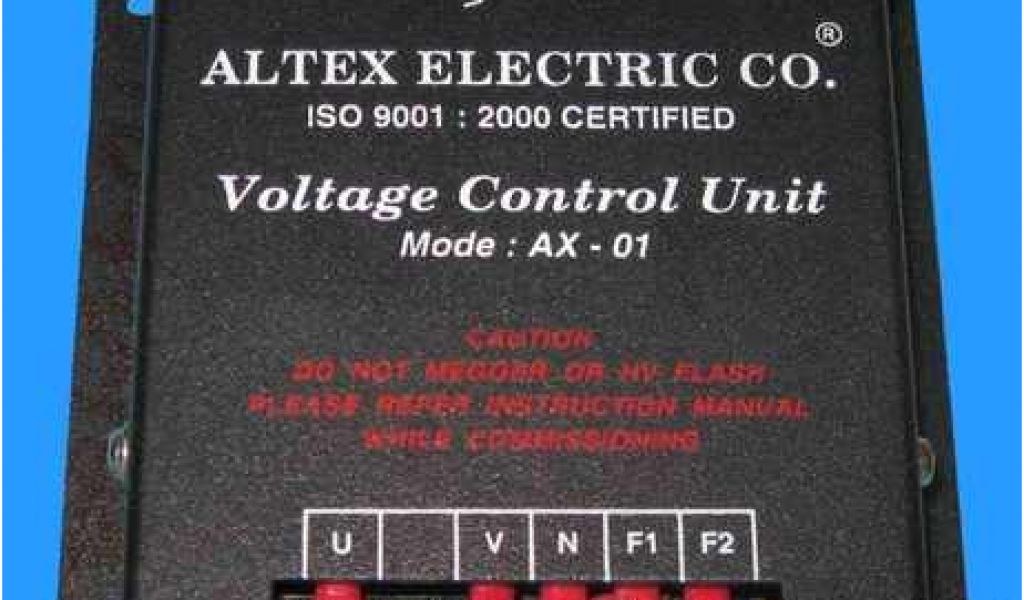 ALTEX ELECTRIC CO.®
ISO 9001 : 2000 CERTIFIED
Voltage Control Unit
Mode : AX - 01
CAUTION
DO NOT MEGGER OR HV FLASH
PLEASE REFER INSTRUCTION MANUAL
WHILE COMMISSIONING
U V N F1 F2